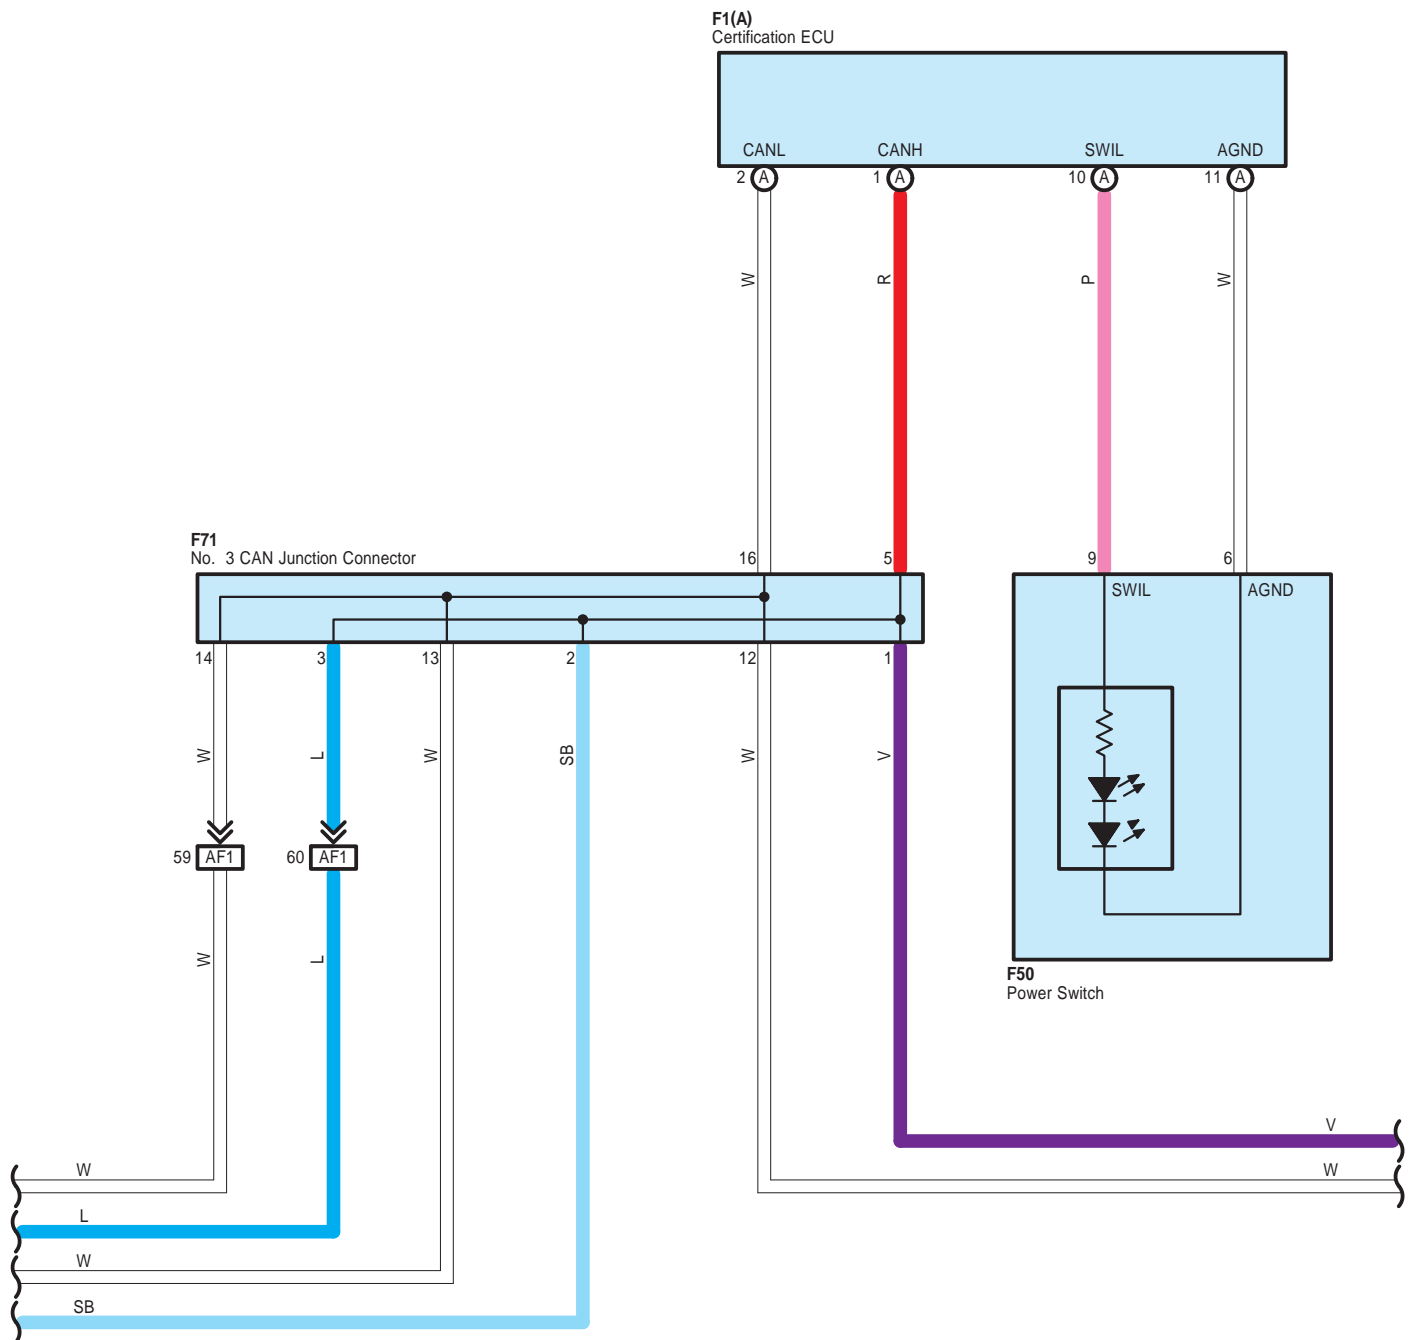 F1(A)
Certification ECU
CANL CANH SWIL AGND
2 A 1 A 10 A 11 A
W R P W
F71
No. 3 CAN Junction Connector
16 5 9 6
SWIL AGND
14 3 13 2 12 1
W L W SB W V
59 AF1 60 AF1
W L
F50
Power Switch
V
W W
L
W
SB